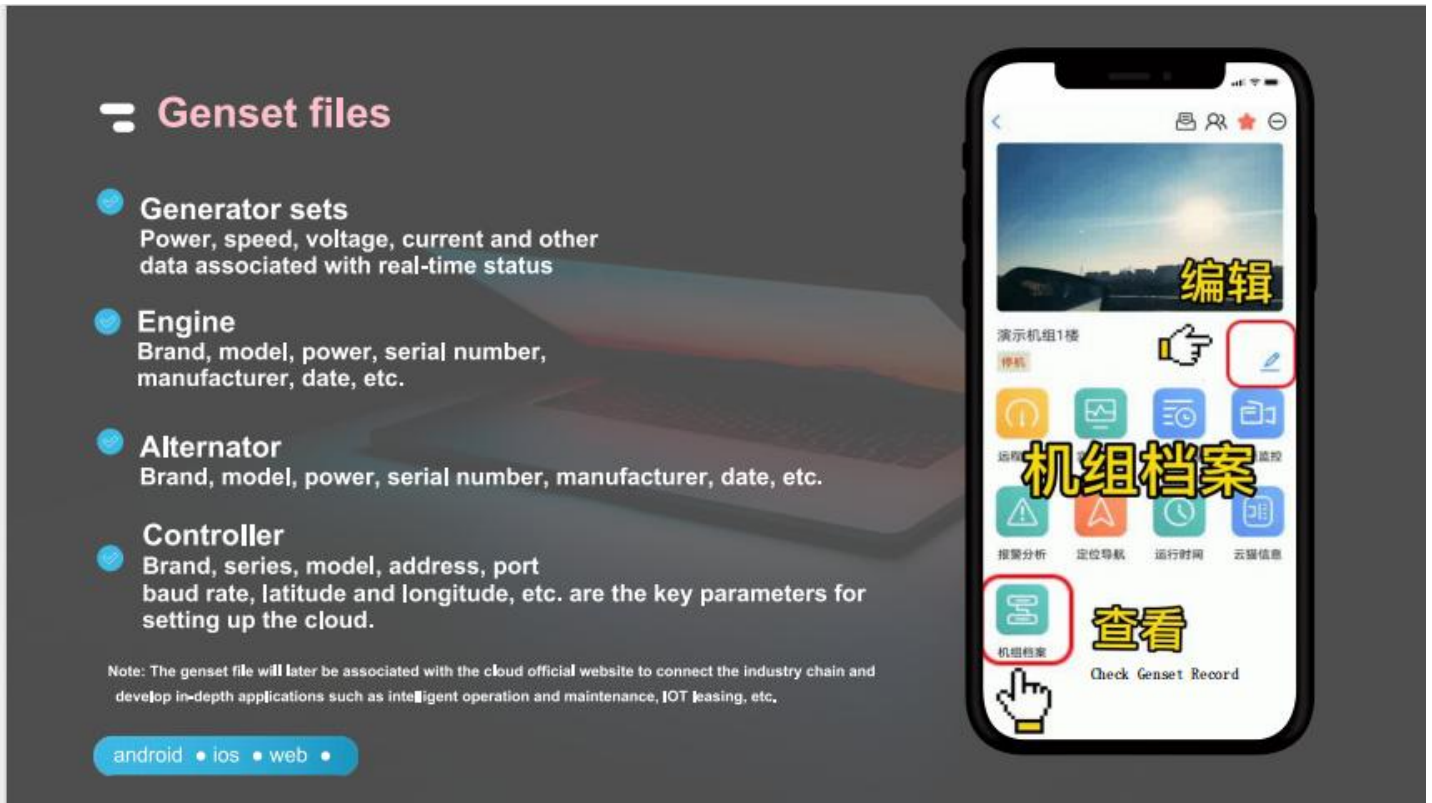 Genset files
Generator sets
Power, speed, voltage, current and other
data associated with real-time status
Engine
Brand, model, power, serial number,
manufacturer, date, etc.
Alternator
Brand, model, power, serial number, manufacturer, date, etc.
Controller
Brand, series, model, address, port
baud rate, latitude and longitude, etc. are the key parameters for
setting up the cloud.
Note: The genset file will later be associated with the cloud official website to connect the industry chain and
develop in-depth applications such as intelligent operation and maintenance, IOT leasing, etc.
android • ios • web •
编辑
演示机组1楼
停机
机组档案
监控
报警分析 定位导航 运行时间 云猫信息
机组档案
查看
Check Genset Record